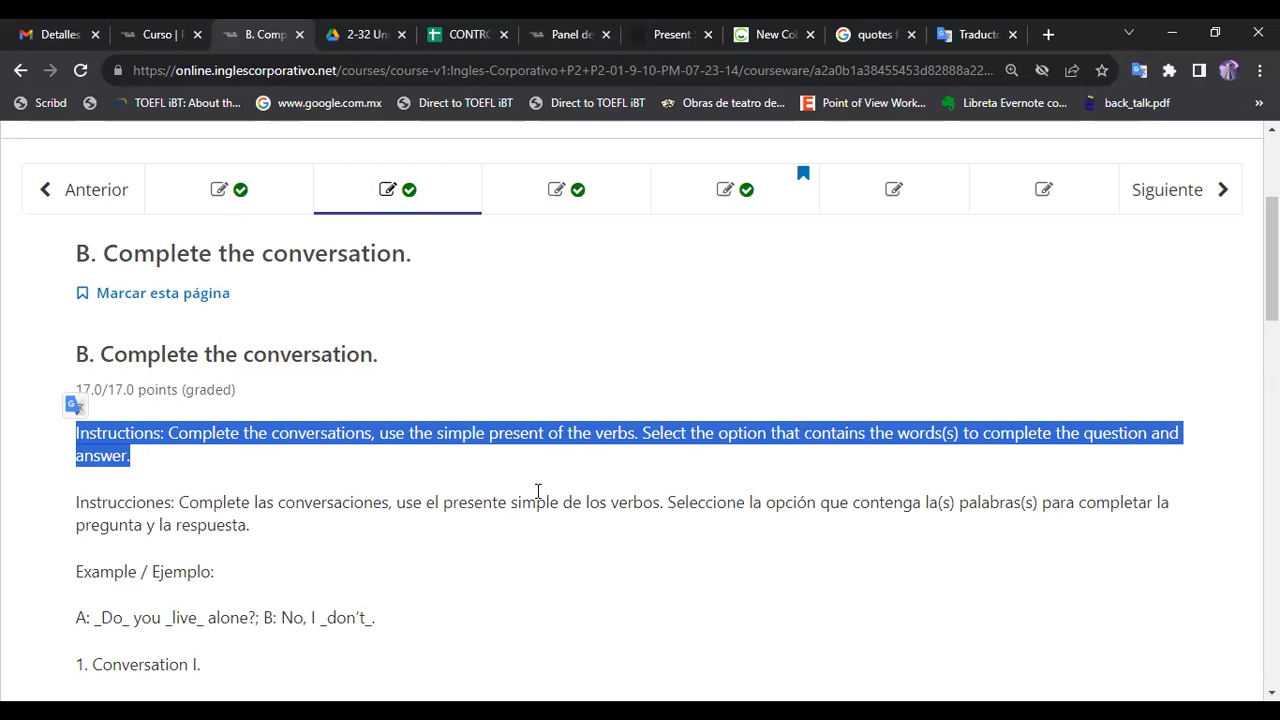 Detalles
Curso | F
B. Comp
2-32 Uni
CONTRC
Panel de
Present S
New Col
quotes f
Traducto
https://online.inglescorporativo.net/courses/course-v1:Ingles-Corporativo+P2+P2-01-9-10-PM-07-23-14/courseware/a2a0b1a38455453d82888a22...
Scribd
TOEFL iBT: About th...
www.google.com.mx
Direct to TOEFL iBT
Direct to TOEFL iBT
Obras de teatro de...
Point of View Work...
Libreta Evernote co...
back_talk.pdf
»
Anterior
Siguiente
B. Complete the conversation.
Marcar esta página
B. Complete the conversation.
17.0/17.0 points (graded)
Instructions: Complete the conversations, use the simple present of the verbs. Select the option that contains the words(s) to complete the question and
answer.
Instrucciones: Complete las conversaciones, use el presente simple de los verbos. Seleccione la opción que contenga la(s) palabras(s) para completar la
pregunta y la respuesta.
Example / Ejemplo:
A: _Do_ you _live_ alone?; B: No, I _don't_.
1. Conversation I.